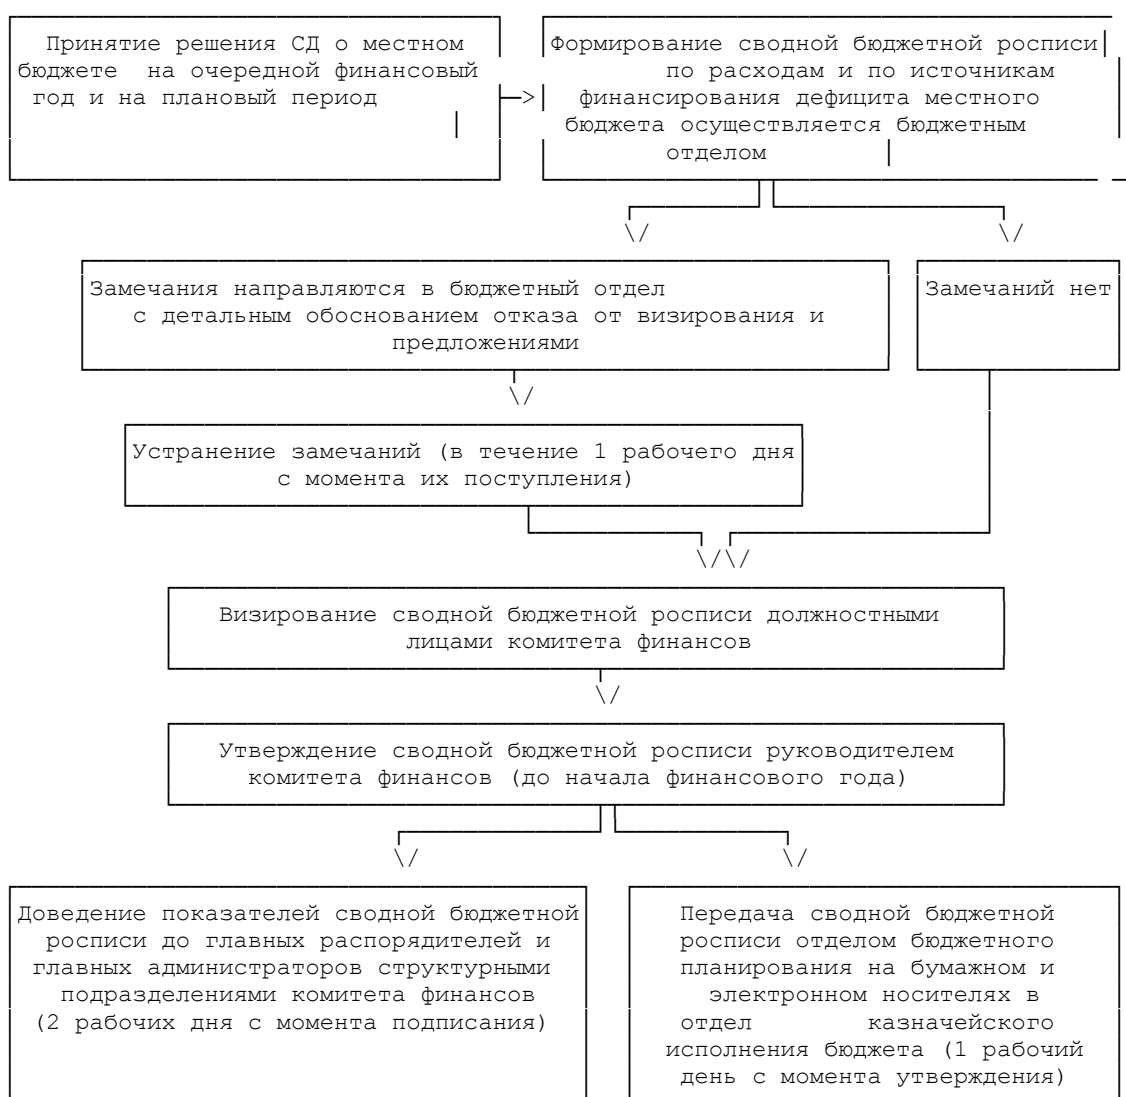 Принятие решения СД о местном
бюджете на очередной финансовый
год и на плановый период
Формирование сводной бюджетной росписи
по расходам и по источникам
финансирования дефицита местного
бюджета осуществляется бюджетным
отделом
Замечания направляются в бюджетный отдел
с детальным обоснованием отказа от визирования и
предложениями
Замечаний нет
Устранение замечаний (в течение 1 рабочего дня
с момента их поступления)
Визирование сводной бюджетной росписи должностными
лицами комитета финансов
Утверждение сводной бюджетной росписи руководителем
комитета финансов (до начала финансового года)
Доведение показателей сводной бюджетной
росписи до главных распорядителей и
главных администраторов структурными
подразделениями комитета финансов
(2 рабочих дня с момента подписания)
Передача сводной бюджетной
росписи отделом бюджетного
планирования на бумажном и
электронном носителях в
отдел казначейского
исполнения бюджета (1 рабочий
день с момента утверждения)